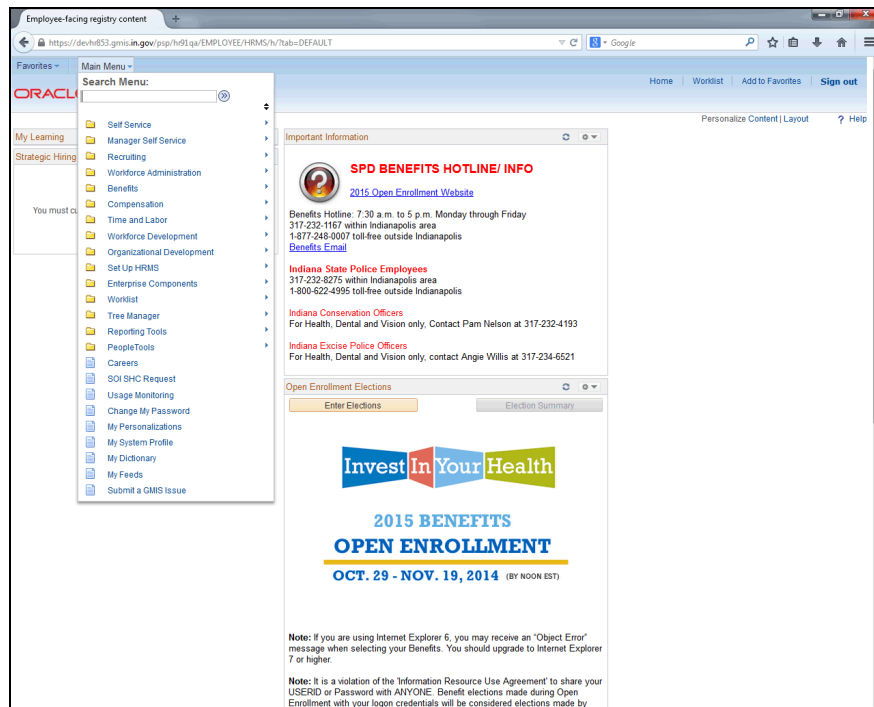 Employee-facing registry content
https://devhr853.gmis.in.gov/psp/hr91qa/EMPLOYEE/HRMS/h/?tab=DEFAULT
Google
Favorites
Main Menu
Search Menu:
ORACL
Home
Worklist
Add to Favorites
Sign out
Personalize Content | Layout
? Help
My Learning
Strategic Hiring
You must cu
Self Service
Manager Self Service
Recruiting
Workforce Administration
Benefits
Compensation
Time and Labor
Workforce Development
Organizational Development
Set Up HRMS
Enterprise Components
Worklist
Tree Manager
Reporting Tools
PeopleTools
Careers
SOI SHC Request
Usage Monitoring
Change My Password
My Personalizations
My System Profile
My Dictionary
My Feeds
Submit a GMIS Issue
Important Information
SPD BENEFITS HOTLINE/ INFO
2015 Open Enrollment Website
Benefits Hotline: 7:30 a.m. to 5 p.m. Monday through Friday
317-232-1167 within Indianapolis area
1-877-248-0007 toll-free outside Indianapolis
Benefits Email
Indiana State Police Employees
317-232-8275 within Indianapolis area
1-800-622-4995 toll-free outside Indianapolis
Indiana Conservation Officers
For Health, Dental and Vision only, Contact Pam Nelson at 317-232-4193
Indiana Excise Police Officers
For Health, Dental and Vision only, contact Angie Willis at 317-234-6521
Open Enrollment Elections
Enter Elections
Election Summary
Invest In Your Health
2015 BENEFITS
OPEN ENROLLMENT
OCT. 29 - NOV. 19, 2014 (BY NOON EST)
Note: If you are using Internet Explorer 6, you may receive an "Object Error"
message when selecting your Benefits. You should upgrade to Internet Explorer
7 or higher.
Note: It is a violation of the 'Information Resource Use Agreement' to share your
USERID or Password with ANYONE. Benefit elections made during Open
Enrollment with your logon credentials will be considered elections made by